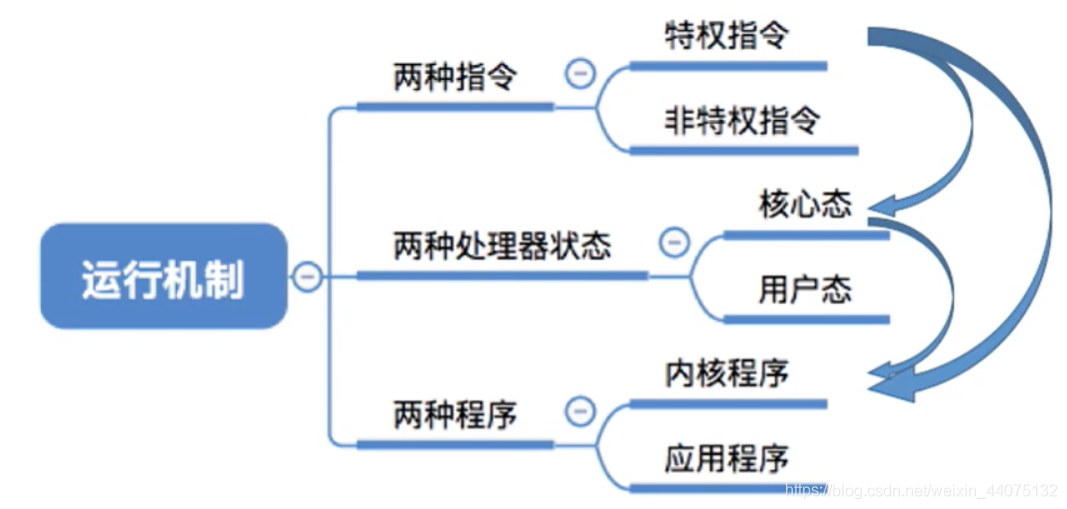 运行机制
两种指令
特权指令
非特权指令
两种处理器状态
核心态
用户态
两种程序
内核程序
应用程序
https://blog.csdn.net/weixin_44075132